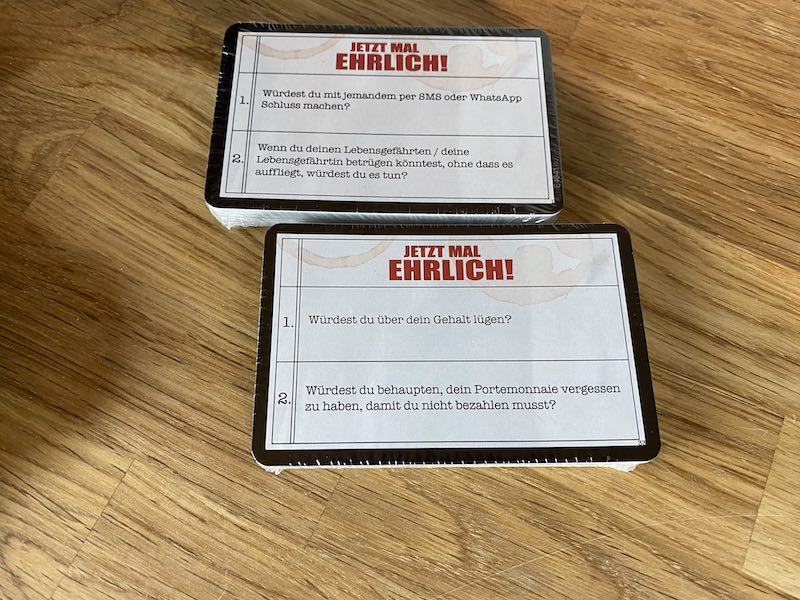 JETZT MAL
EHRLICH!
1. Würdest du mit jemandem per SMS oder WhatsApp
Schluss machen?
2. Wenn du deinen Lebensgefährten / deine
Lebensgefährtin betrügen könntest, ohne dass es
auffliegt, würdest du es tun?
JETZT MAL
EHRLICH!
1. Würdest du über dein Gehalt lügen?
2. Würdest du behaupten, dein Portemonnaie vergessen
zu haben, damit du nicht bezahlen musst?